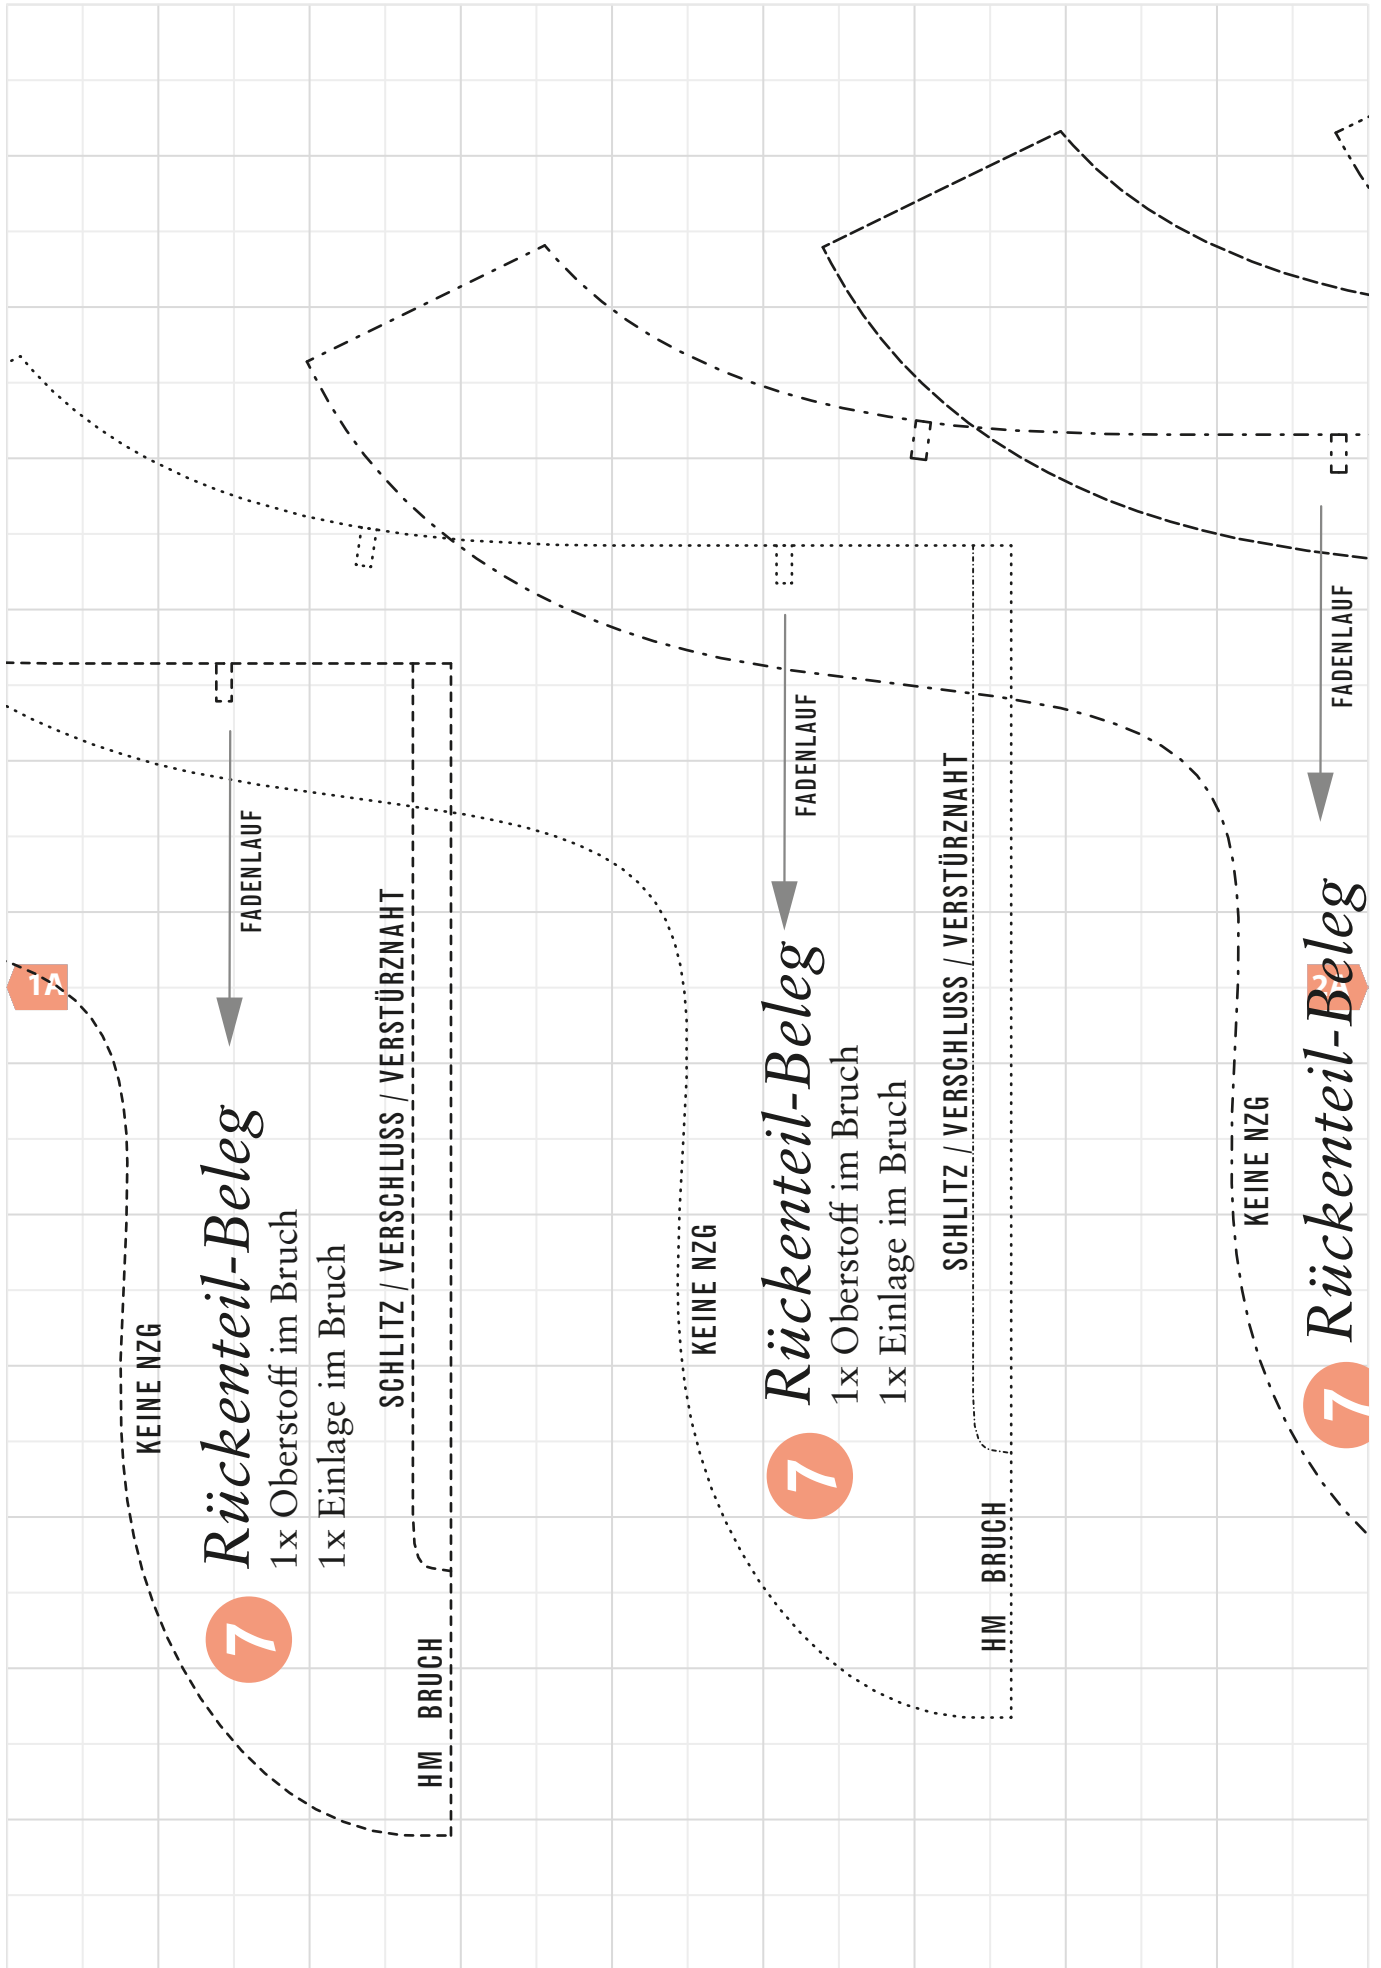 1A
KEINE NZG
7
Rückenteil-Beleg
1x Oberstoff im Bruch
1x Einlage im Bruch
FADENLAUF
SCHLITZ / VERSCHLUSS / VERSTÜRZNAHT
HM BRUCH
KEINE NZG
7
Rückenteil-Beleg
1x Oberstoff im Bruch
1x Einlage im Bruch
FADENLAUF
SCHLITZ / VERSCHLUSS / VERSTÜRZNAHT
HM BRUCH
KEINE NZG
7
Rückenteil-Beleg
FADENLAUF
2A